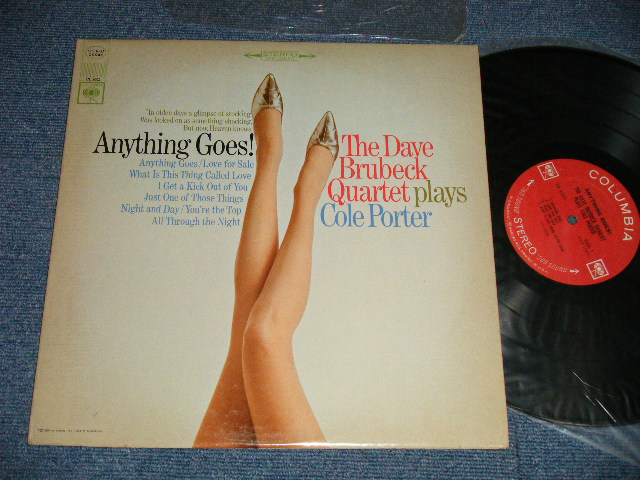 STEREO
"In olden days a glimpse of stocking
Was looked on as something shocking,
But now, Heaven knows,
Anything Goes!
Anything Goes/Love for Sale
What Is This Thing Called Love
I Get a Kick Out of You
Just One of Those Things
Night and Day/You're the Top
All Through the Night
The Dave
Brubeck
Quartet plays
Cole Porter
COLUMBIA
STEREO
"360 SOUND"